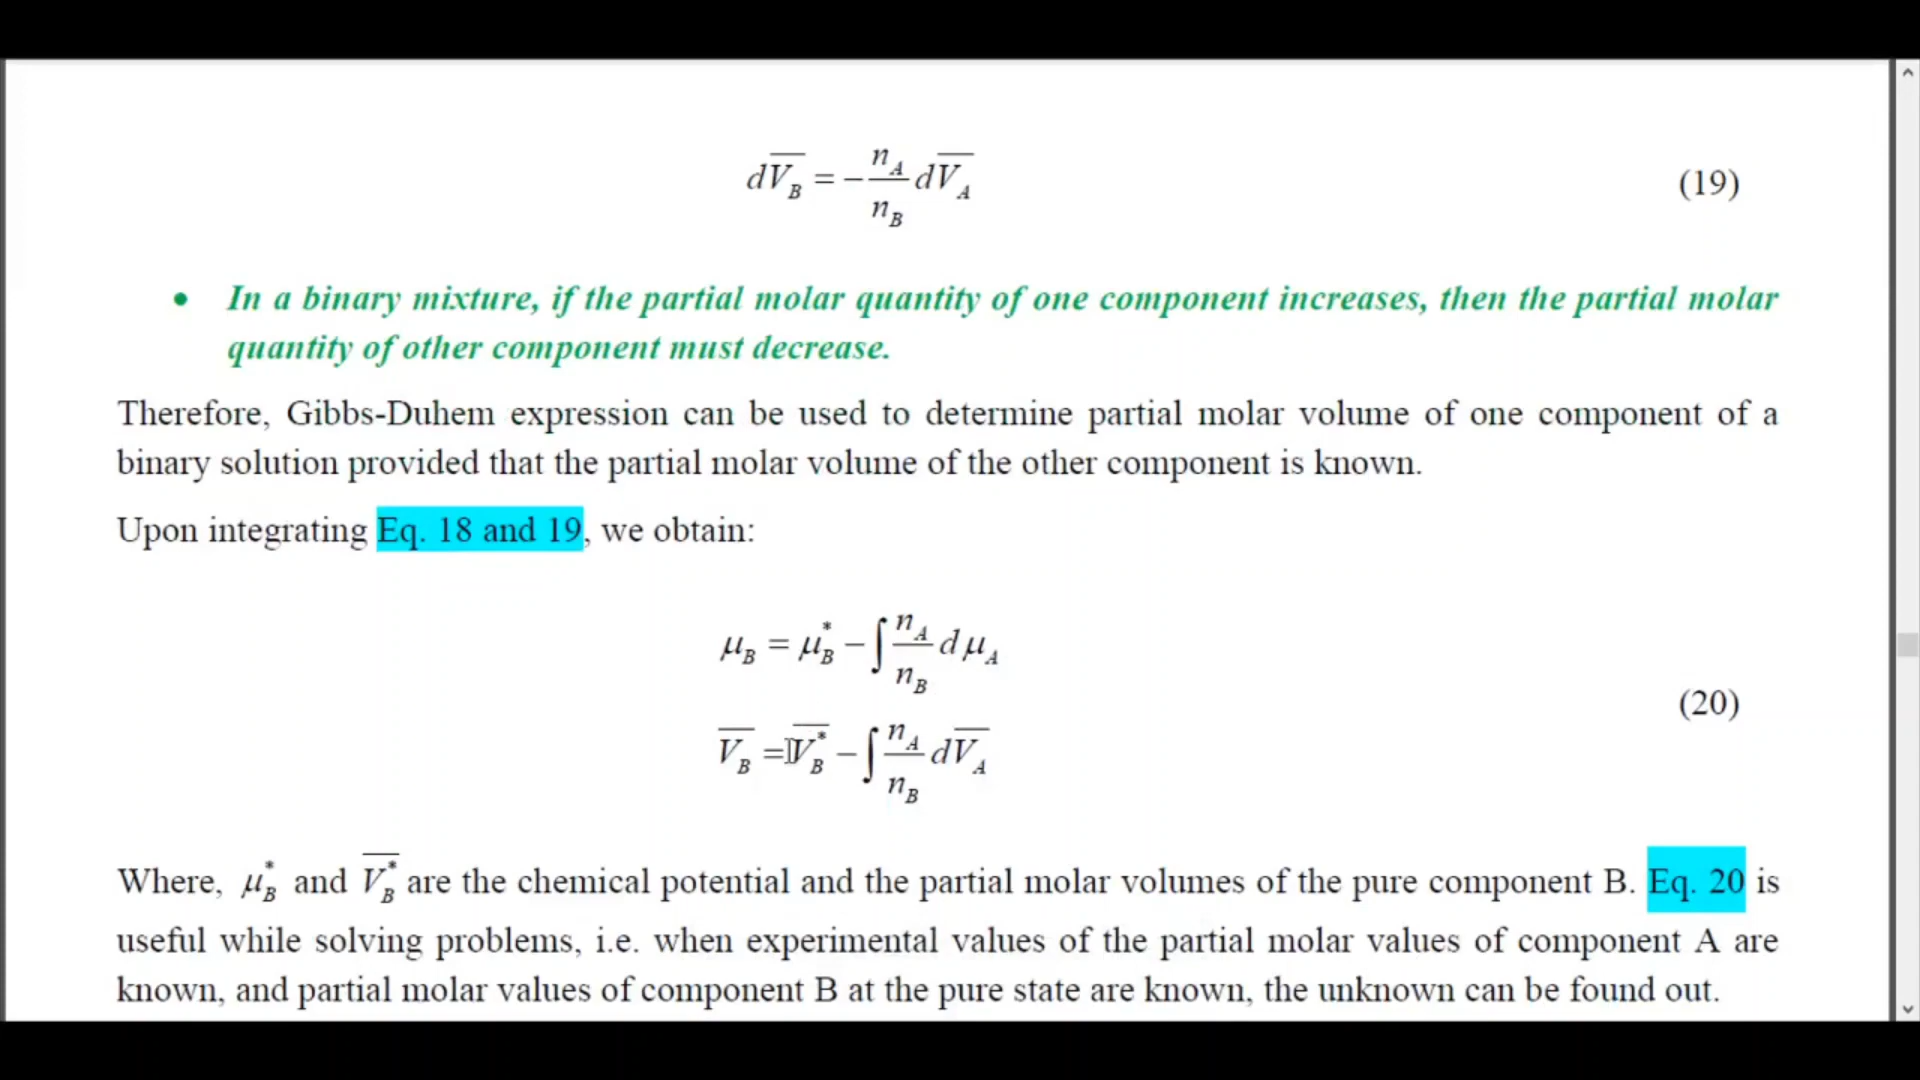 dV̅_B = − n_A/n_B dV̅_A (19)
• In a binary mixture, if the partial molar quantity of one component increases, then the partial molar
quantity of other component must decrease.
Therefore, Gibbs-Duhem expression can be used to determine partial molar volume of one component of a
binary solution provided that the partial molar volume of the other component is known.
Upon integrating Eq. 18 and 19, we obtain:
μ_B = μ_B^* − ∫ n_A/n_B dμ_A
(20)
V̅_B = V̅_B^* − ∫ n_A/n_B dV̅_A
Where, μ_B^* and V̅_B^* are the chemical potential and the partial molar volumes of the pure component B. Eq. 20 is
useful while solving problems, i.e. when experimental values of the partial molar values of component A are
known, and partial molar values of component B at the pure state are known, the unknown can be found out.